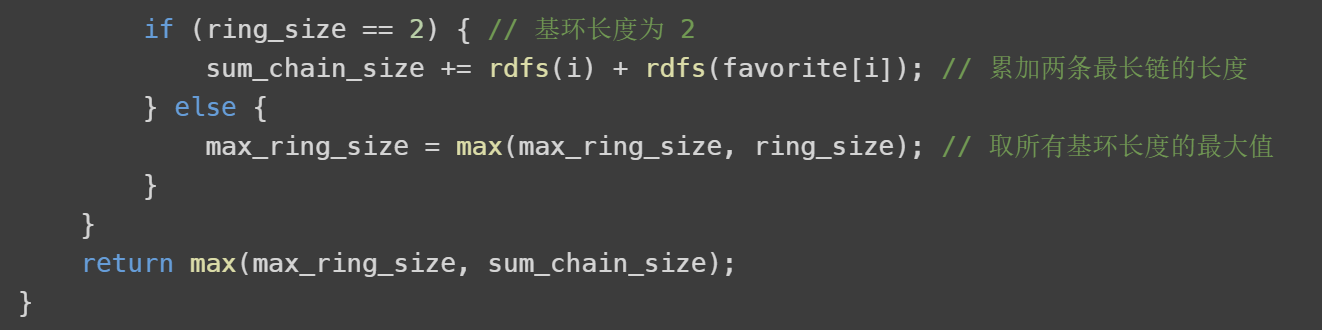 if (ring_size == 2) { // 基环长度为 2
sum_chain_size += rdfs(i) + rdfs(favorite[i]); // 累加两条最长链的长度
} else {
max_ring_size = max(max_ring_size, ring_size); // 取所有基环长度的最大值
}
}
return max(max_ring_size, sum_chain_size);
}